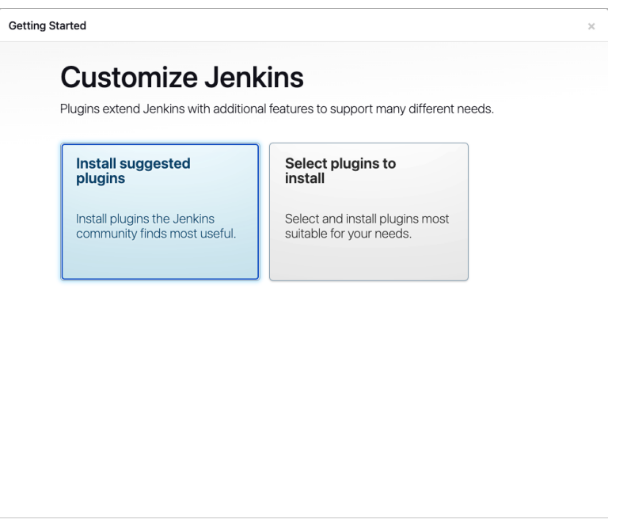 Getting Started
×
Customize Jenkins
Plugins extend Jenkins with additional features to support many different needs.
Install suggested
plugins
Install plugins the Jenkins
community finds most useful.
Select plugins to
install
Select and install plugins most
suitable for your needs.